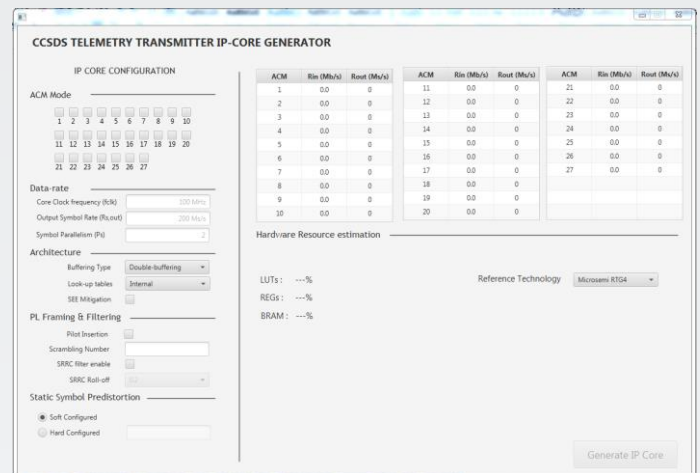 CCSDS TELEMETRY TRANSMITTER IP-CORE GENERATOR
IP CORE CONFIGURATION
ACM Mode
1 2 3 4 5 6 7 8 9 10
11 12 13 14 15 16 17 18 19 20
21 22 23 24 25 26 27
Data-rate
Core Clock frequency (fclk) 100 MHz
Output Symbol Rate (Rs,out) 200 Ms/s
Symbol Parallelism (Ps) 2
Architecture
Buffering Type Double-buffering
Look-up tables Internal
SEE Mitigation
PL Framing & Filtering
Pilot Insertion
Scrambling Number
SRRC filter enable
SRRC Roll-off
Static Symbol Predistortion
Soft Configured
Hard Configured
ACM Rin (Mb/s) Rout (Ms/s)
1 0.0 0
2 0.0 0
3 0.0 0
4 0.0 0
5 0.0 0
6 0.0 0
7 0.0 0
8 0.0 0
9 0.0 0
10 0.0 0
ACM Rin (Mb/s) Rout (Ms/s)
11 0.0 0
12 0.0 0
13 0.0 0
14 0.0 0
15 0.0 0
16 0.0 0
17 0.0 0
18 0.0 0
19 0.0 0
20 0.0 0
ACM Rin (Mb/s) Rout (Ms/s)
21 0.0 0
22 0.0 0
23 0.0 0
24 0.0 0
25 0.0 0
26 0.0 0
27 0.0 0
Hardware Resource estimation
LUTs : ---%
REGs : ---%
BRAM : ---%
Reference Technology Microsemi RTG4
Generate IP Core